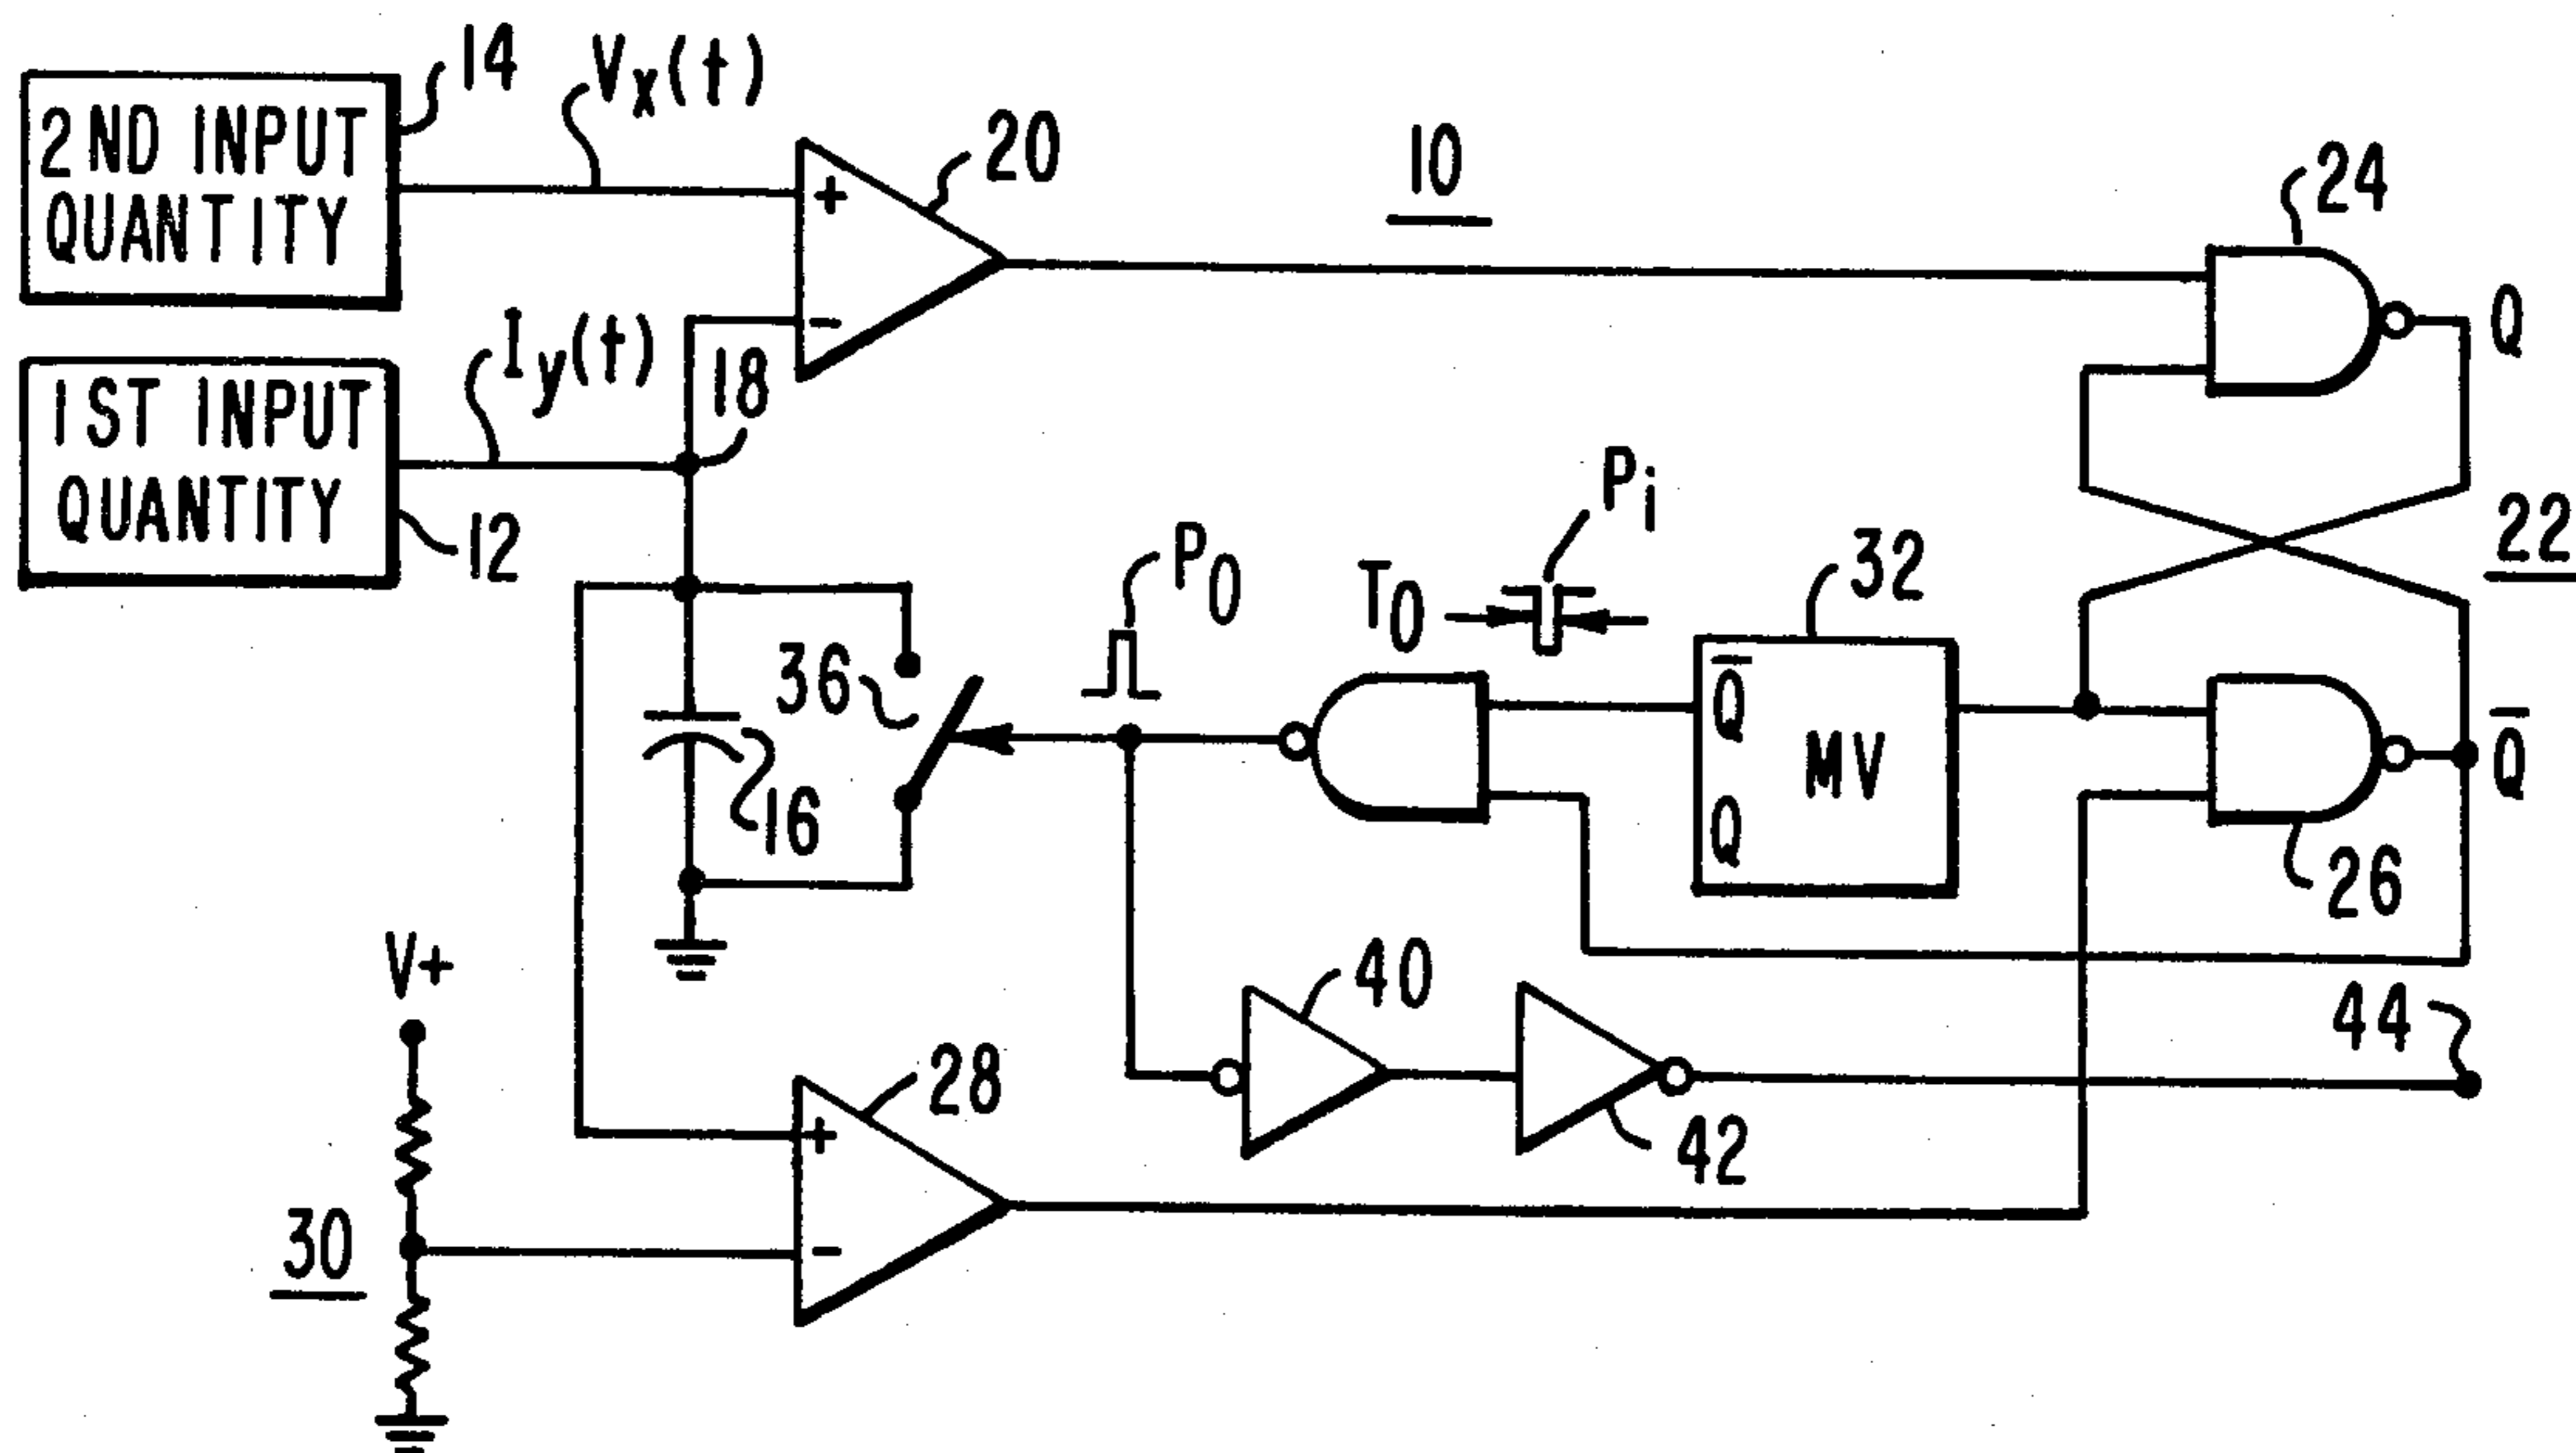 14
Vx(t)
2ND INPUT
QUANTITY
+
20
10
24
Q
Iy(t)
-
18
1ST INPUT
QUANTITY
12
Pi
P0
T0
32
22
36
Q̅
MV
Q
Q̅
16
26
V+
40
44
28
+
42
30
-